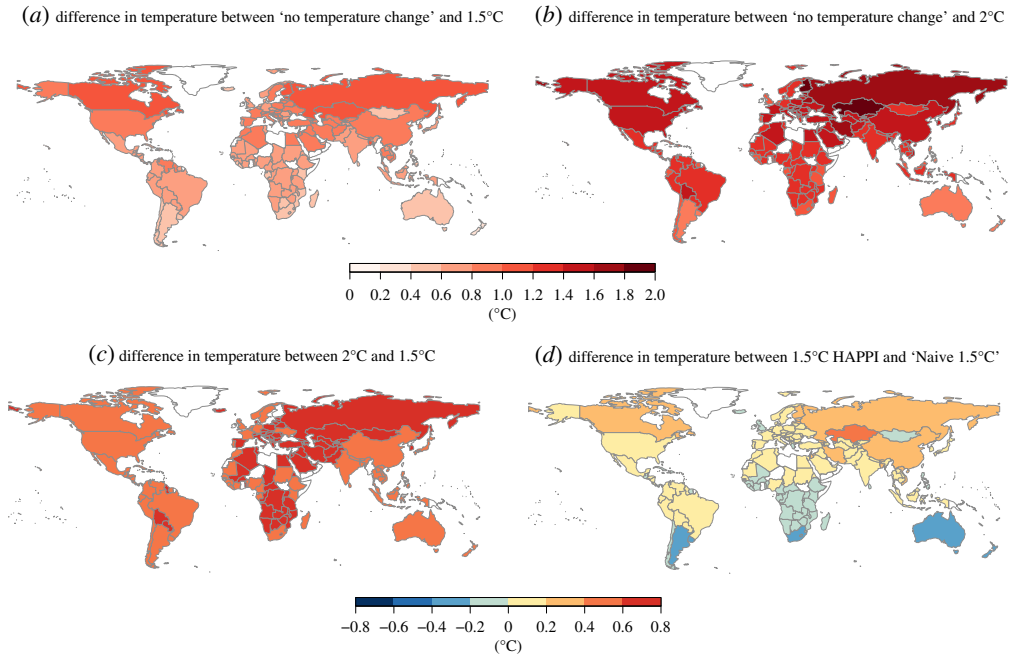 (a) difference in temperature between ‘no temperature change’ and 1.5°C
(b) difference in temperature between ‘no temperature change’ and 2°C
0 0.2 0.4 0.6 0.8 1.0 1.2 1.4 1.6 1.8 2.0
(°C)
(c) difference in temperature between 2°C and 1.5°C
(d) difference in temperature between 1.5°C HAPPI and ‘Naive 1.5°C’
−0.8 −0.6 −0.4 −0.2 0 0.2 0.4 0.6 0.8
(°C)